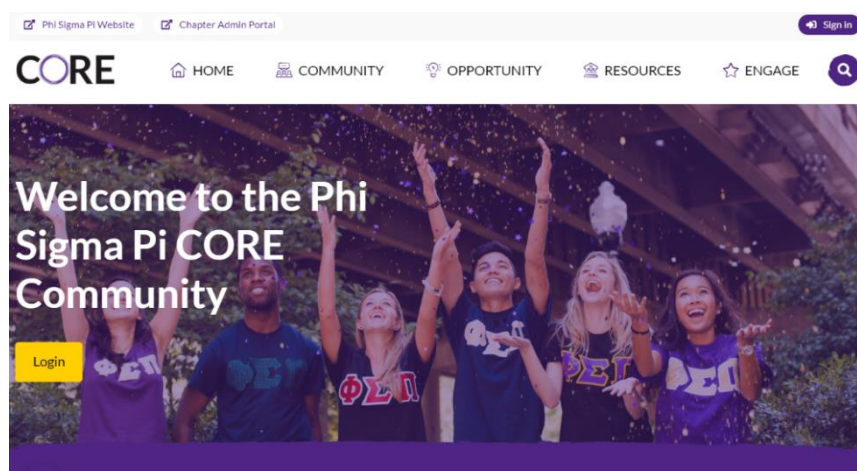 Phi Sigma Pi Website
Chapter Admin Portal
Sign in
CORE
HOME
COMMUNITY
OPPORTUNITY
RESOURCES
ENGAGE
Welcome to the Phi
Sigma Pi CORE
Community
Login
ΦΣΠ
ΦΣΠ
ΦΣΠ
ΦΣΠ
ΦΣΠ
ΦΣΠ